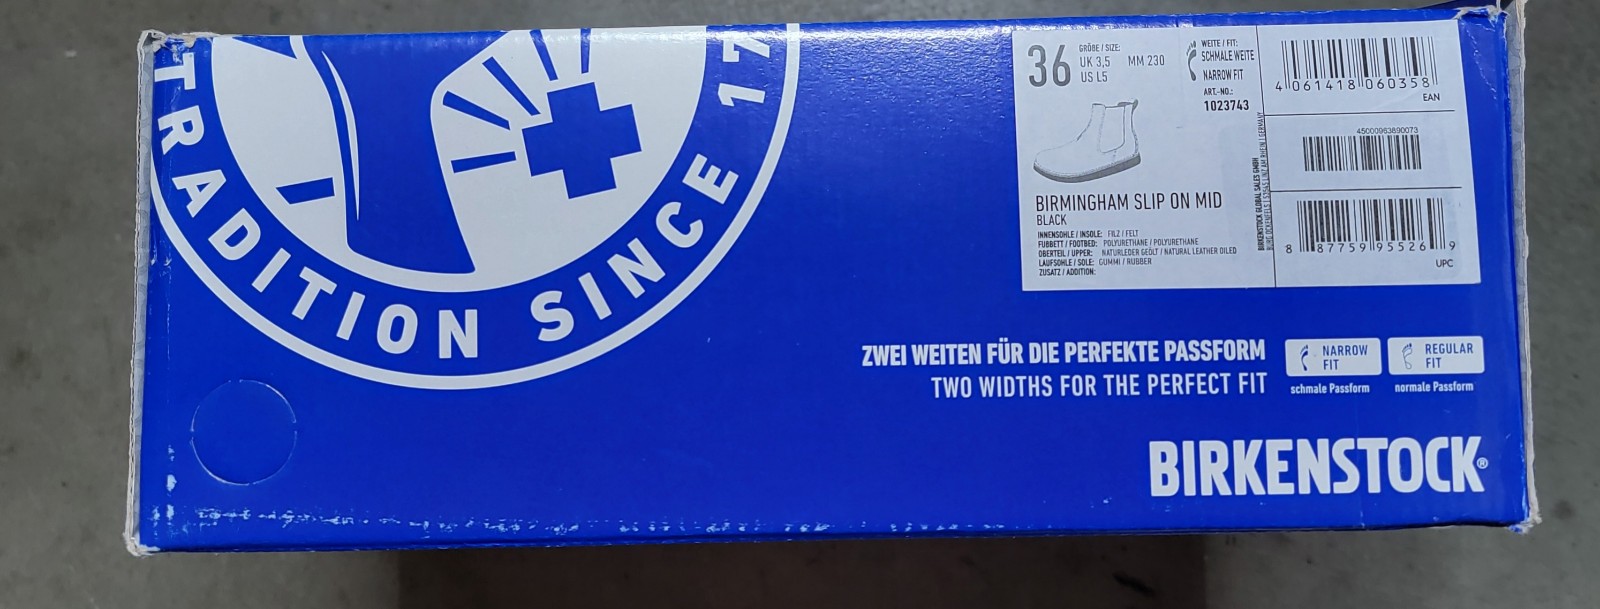 TRADITION SINCE 17
36
GRÖßE / SIZE:
UK 3,5 MM 230
US L5
WEITE / FIT:
SCHMALE WEITE
NARROW FIT
ART.-NO.:
1023743
BIRMINGHAM SLIP ON MID
BLACK
INNENSOHLE / INSOLE: FILZ / FELT
FUßBETT / FOOTBED: POLYURETHANE / POLYURETHANE
OBERTEIL / UPPER: NATURLEDER GEÖLT / NATURAL LEATHER OILED
LAUFSOHLE / SOLE: GUMMI / RUBBER
ZUSATZ / ADDITION:
BIRKENSTOCK GLOBAL SALES GMBH
4 061418 060358
EAN
45000963890073
8 87759 95526 9
UPC
ZWEI WEITEN FÜR DIE PERFEKTE PASSFORM
TWO WIDTHS FOR THE PERFECT FIT
NARROW
FIT
schmale Passform
REGULAR
FIT
normale Passform
BIRKENSTOCK®